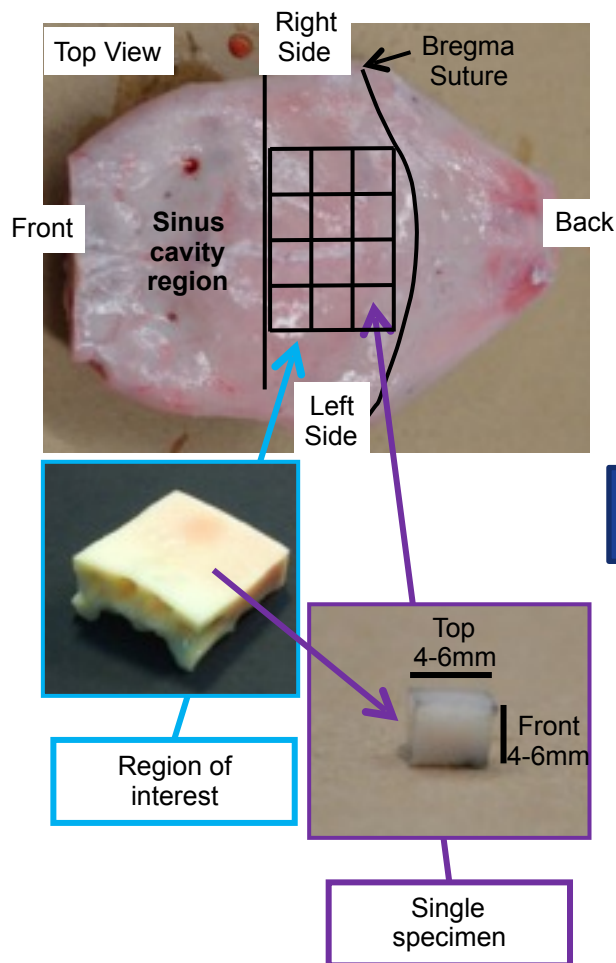 Top View
Right
Side
Bregma
Suture
Front
Sinus
cavity
region
Back
Left
Side
Top
4-6mm
Front
4-6mm
Region of
interest
Single
specimen